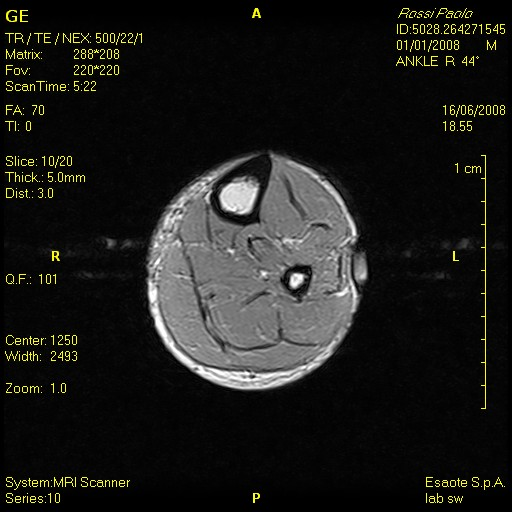 GE
A
Rossi Paolo
TR / TE / NEX: 500/22/1
ID:5028.264271545
Matrix: 288*208
01/01/2008 M
Fov: 220*220
ANKLE R 44°
ScanTime: 5:22
FA: 70
16/06/2008
TI: 0
18.55
Slice: 10/20
1 cm
Thick.: 5.0mm
Dist.: 3.0
R
L
Q.F.: 101
Center: 1250
Width: 2493
Zoom: 1.0
System:MRI Scanner
Esaote S.p.A.
Series:10
P
lab sw